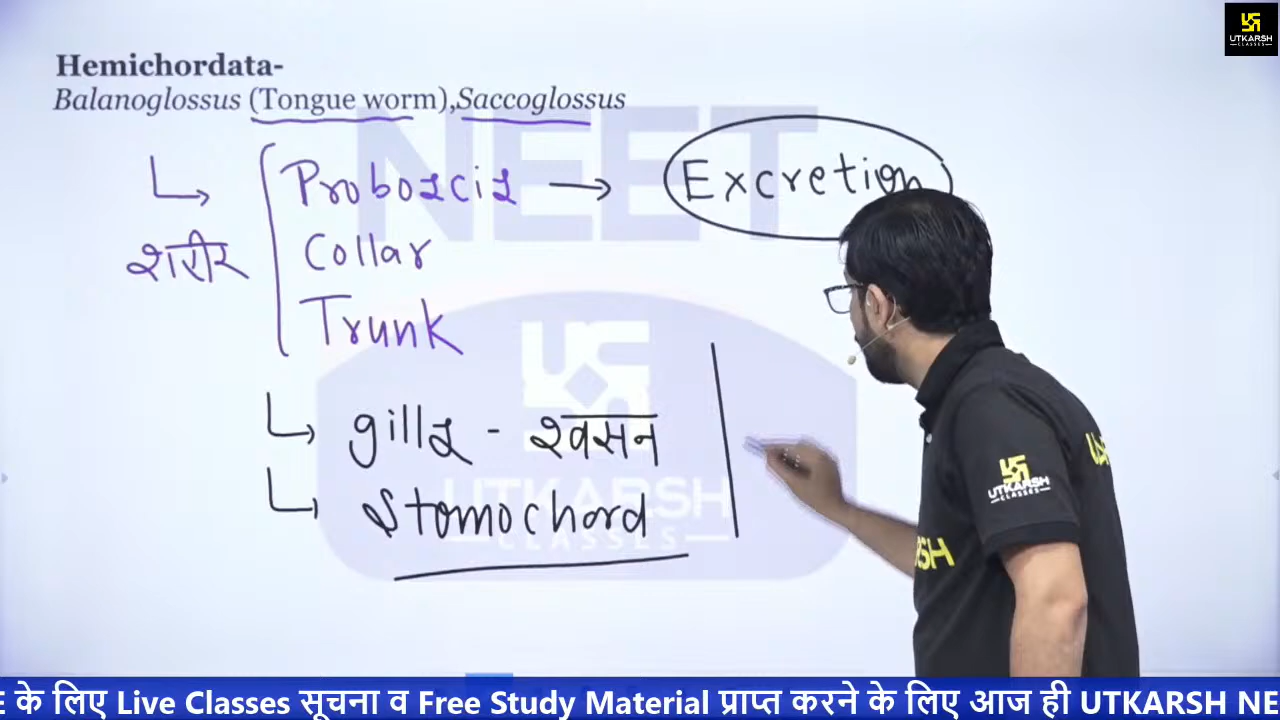 UTKARSH
CLASSES
Hemichordata-
Balanoglossus (Tongue worm),Saccoglossus
NEET
Proboscis → Excretion
शरीर
Collar
Trunk
gills - श्वसन
Stomochord
UTKARSH
CLASSES
UTKARSH
CLASSES
RSH
के लिए Live Classes सूचना व Free Study Material प्राप्त करने के लिए आज ही UTKARSH NE